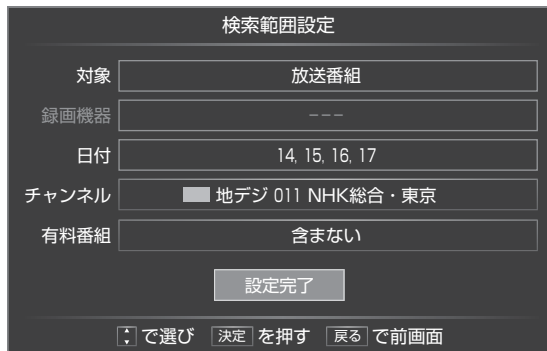 検索範囲設定
対象 放送番組
録画機器 ---
日付 14, 15, 16, 17
チャンネル 地デジ 011 NHK総合・東京
有料番組 含まない
設定完了
で選び 決定 を押す 戻る で前画面